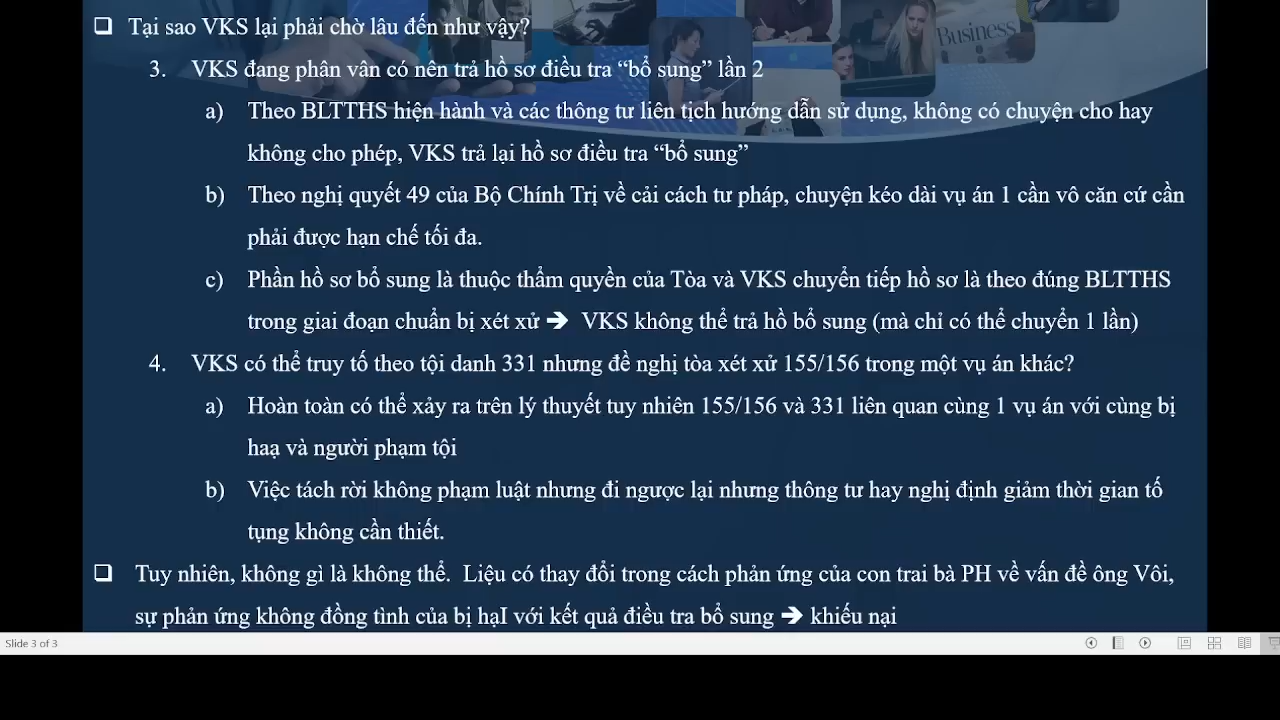 Business
❑ Tại sao VKS lại phải chờ lâu đến như vậy?
3. VKS đang phân vân có nên trả hồ sơ điều tra “bổ sung” lần 2
a) Theo BLTTHS hiện hành và các thông tư liên tịch hướng dẫn sử dụng, không có chuyện cho hay
không cho phép, VKS trả lại hồ sơ điều tra “bổ sung”
b) Theo nghị quyết 49 của Bộ Chính Trị về cải cách tư pháp, chuyện kéo dài vụ án 1 cần vô căn cứ cần
phải được hạn chế tối đa.
c) Phần hồ sơ bổ sung là thuộc thẩm quyền của Tòa và VKS chuyển tiếp hồ sơ là theo đúng BLTTHS
trong giai đoạn chuẩn bị xét xử ➔ VKS không thể trả hồ bổ sung (mà chỉ có thể chuyển 1 lần)
4. VKS có thể truy tố theo tội danh 331 nhưng đề nghị tòa xét xử 155/156 trong một vụ án khác?
a) Hoàn toàn có thể xảy ra trên lý thuyết tuy nhiên 155/156 và 331 liên quan cùng 1 vụ án với cùng bị
haạ và người phạm tội
b) Việc tách rời không phạm luật nhưng đi ngược lại nhưng thông tư hay nghị định giảm thời gian tố
tụng không cần thiết.
❑ Tuy nhiên, không gì là không thể. Liệu có thay đổi trong cách phản ứng của con trai bà PH về vấn đề ông Vôi,
sự phản ứng không đồng tình của bị hạI với kết quả điều tra bổ sung ➔ khiếu nại
Slide 3 of 3